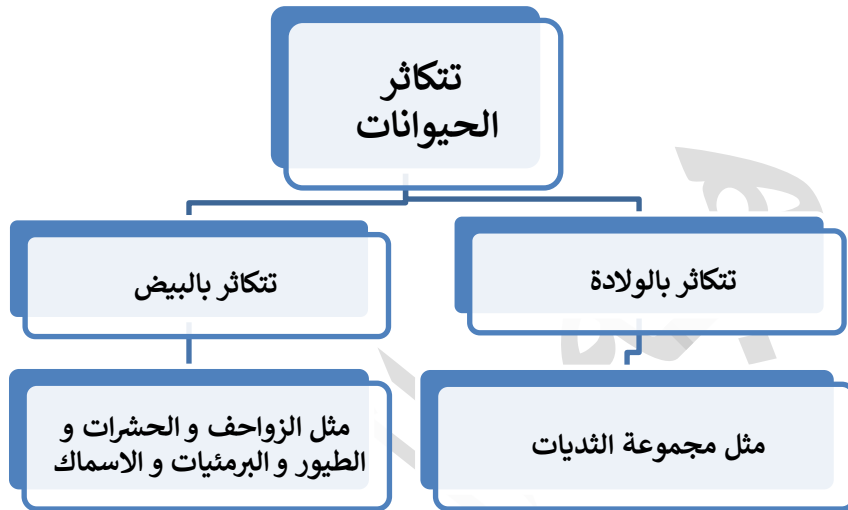 تتكاثر
الحيوانات
تتكاثر بالولادة
تتكاثر بالبيض
مثل مجموعة الثديات
مثل الزواحف و الحشرات و
الطيور و البرمئيات و الاسماك